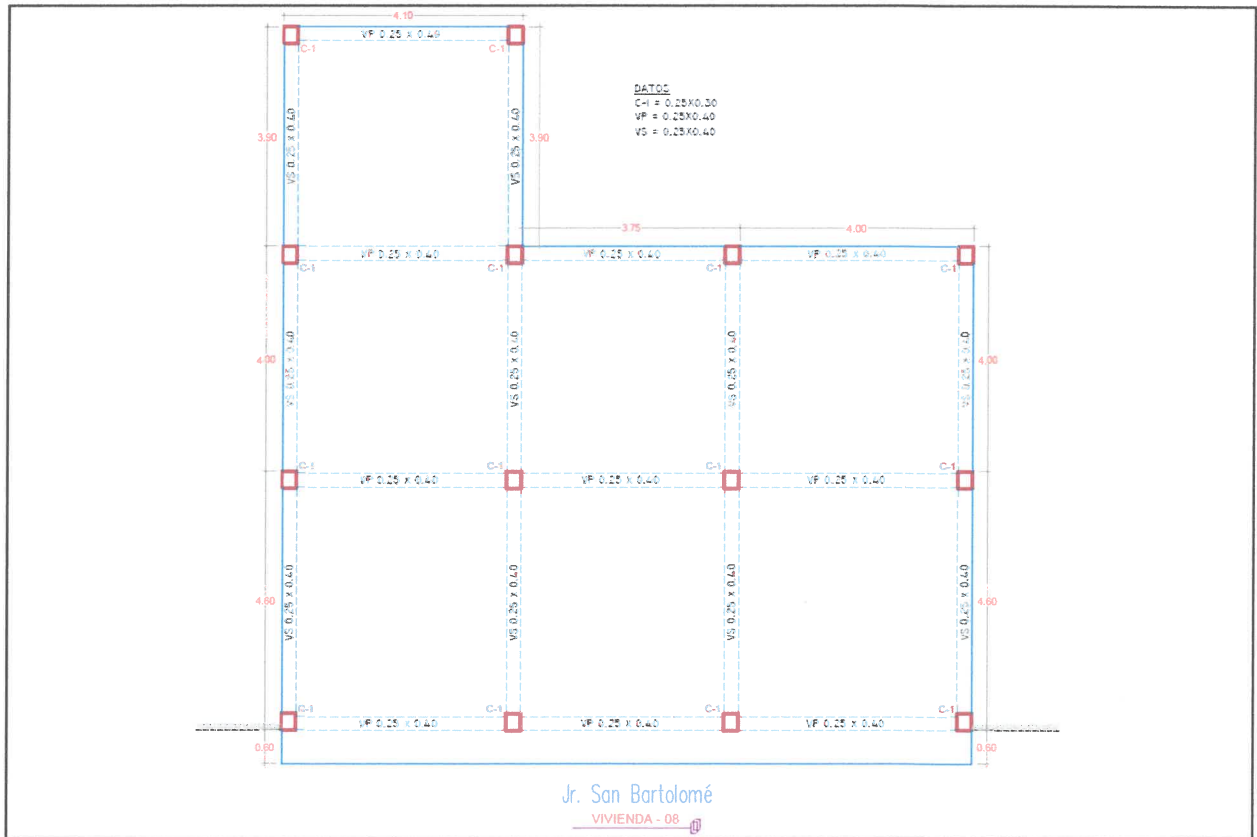 4.10
VP 0.25 x 0.40
C-1 C-1
3.90 VS 0.25 x 0.40 VS 0.25 x 0.40 3.90
DATOS
C-1 = 0.25X0.30
VP = 0.25X0.40
VS = 0.25X0.40
3.75 4.00
VP 0.25 x 0.40 VP 0.25 x 0.40 VP 0.25 x 0.40
C-1 C-1 C-1 C-1
4.00 VS 0.25 x 0.40 VS 0.25 x 0.40 VS 0.25 x 0.40 VS 0.25 x 0.40 4.00
C-1 C-1 C-1 C-1
VP 0.25 x 0.40 VP 0.25 x 0.40 VP 0.25 x 0.40
4.60 VS 0.25 x 0.40 VS 0.25 x 0.40 VS 0.25 x 0.40 VS 0.25 x 0.40 4.60
C-1 C-1 C-1 C-1
VP 0.25 x 0.40 VP 0.25 x 0.40 VP 0.25 x 0.40
0.60 0.60
Jr. San Bartolomé
VIVIENDA - 08